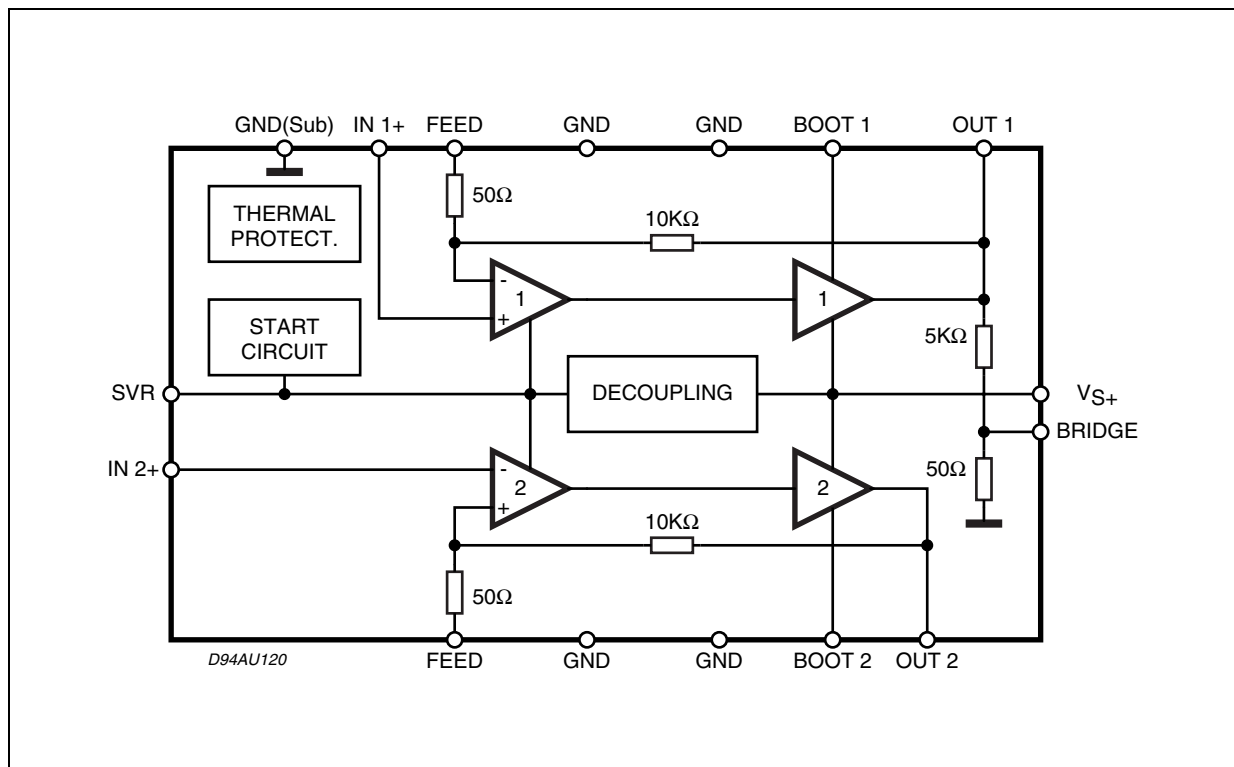 GND(Sub) IN 1+ FEED GND GND BOOT 1 OUT 1
50Ω
THERMAL
PROTECT.
10KΩ
-
1
+
1
START
CIRCUIT
5KΩ
SVR
DECOUPLING
VS+
BRIDGE
IN 2+
-
2
+
2
50Ω
10KΩ
50Ω
D94AU120
FEED GND GND BOOT 2 OUT 2